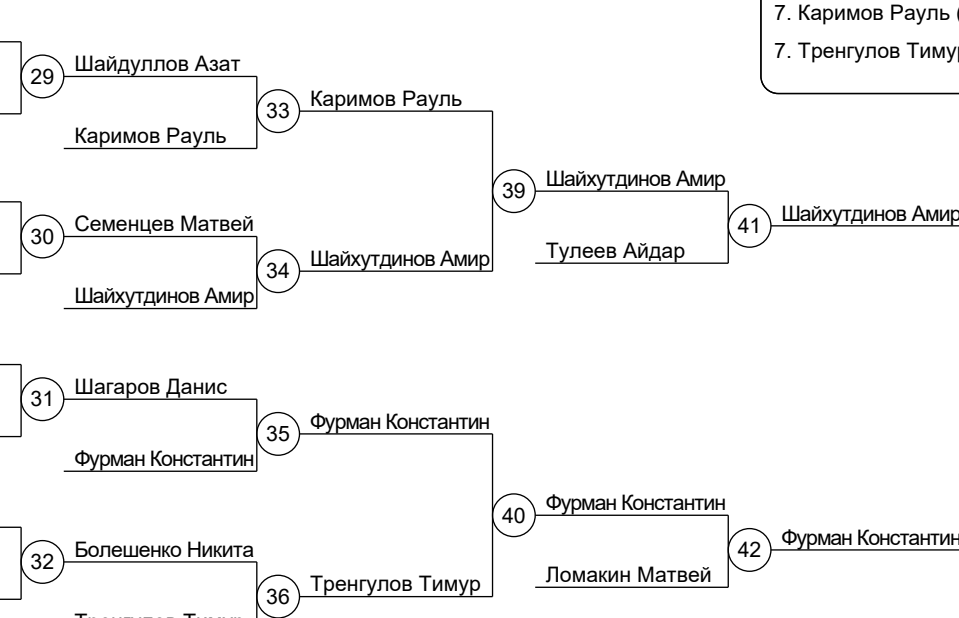 7. Каримов Рауль (
7. Тренгулов Тимур
29
Шайдуллов Азат
33
Каримов Рауль
Каримов Рауль
39
Шайхутдинов Амир
41
Шайхутдинов Амир
30
Семенцев Матвей
34
Шайхутдинов Амир
Тулеев Айдар
Шайхутдинов Амир
31
Шагаров Данис
35
Фурман Константин
Фурман Константин
40
Фурман Константин
42
Фурман Константин
32
Болешенко Никита
36
Тренгулов Тимур
Ломакин Матвей